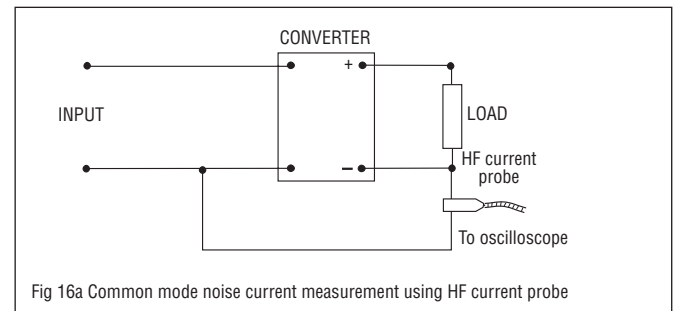 CONVERTER
+
INPUT
LOAD
–
HF current
probe
To oscilloscope
Fig 16a Common mode noise current measurement using HF current probe